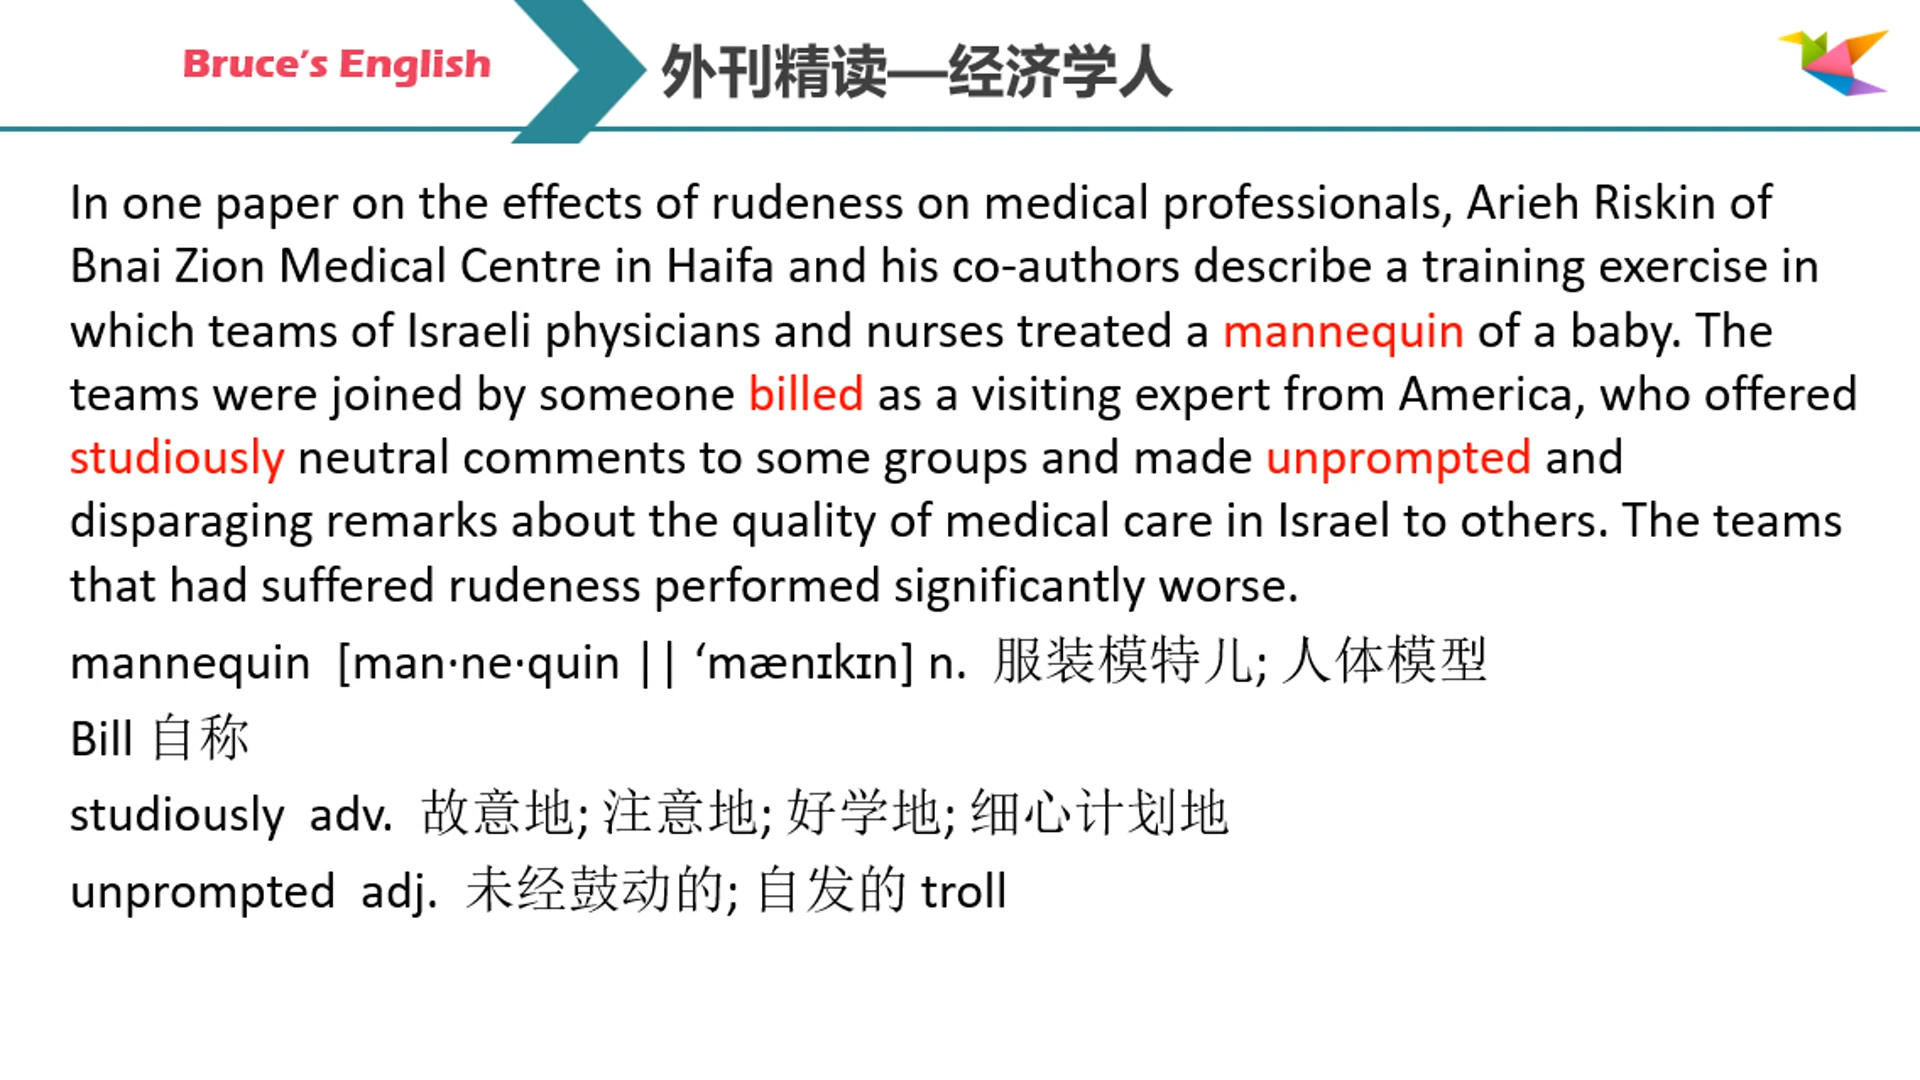 Bruce's English
外刊精读—经济学人
In one paper on the effects of rudeness on medical professionals, Arieh Riskin of
Bnai Zion Medical Centre in Haifa and his co-authors describe a training exercise in
which teams of Israeli physicians and nurses treated a mannequin of a baby. The
teams were joined by someone billed as a visiting expert from America, who offered
studiously neutral comments to some groups and made unprompted and
disparaging remarks about the quality of medical care in Israel to others. The teams
that had suffered rudeness performed significantly worse.
mannequin [man·ne·quin || ‘mænɪkɪn] n. 服装模特儿; 人体模型
Bill 自称
studiously adv. 故意地; 注意地; 好学地; 细心计划地
unprompted adj. 未经鼓动的; 自发的 troll